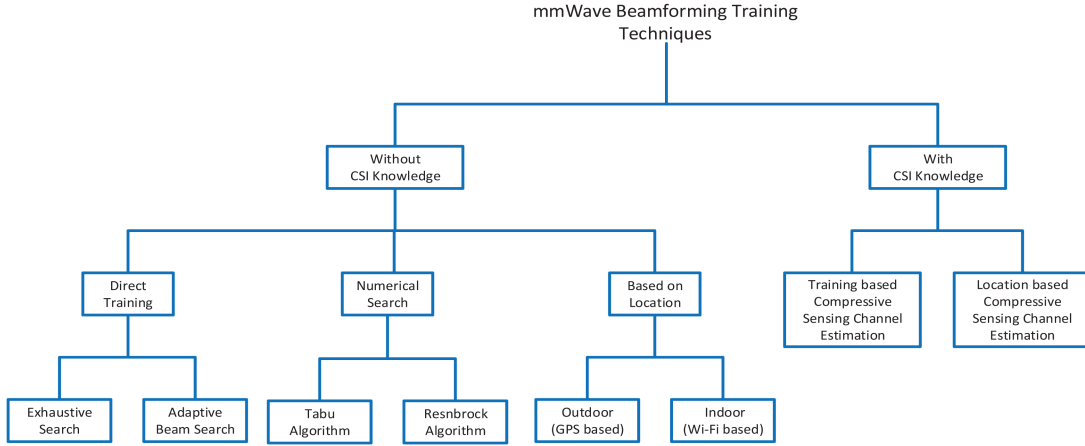 mmWave Beamforming Training
Techniques
Without
CSI Knowledge
With
CSI Knowledge
Direct
Training
Numerical
Search
Based on
Location
Training based
Compressive
Sensing Channel
Estimation
Location based
Compressive
Sensing Channel
Estimation
Exhaustive
Search
Adaptive
Beam Search
Tabu
Algorithm
Resnbrock
Algorithm
Outdoor
(GPS based)
Indoor
(Wi-Fi based)